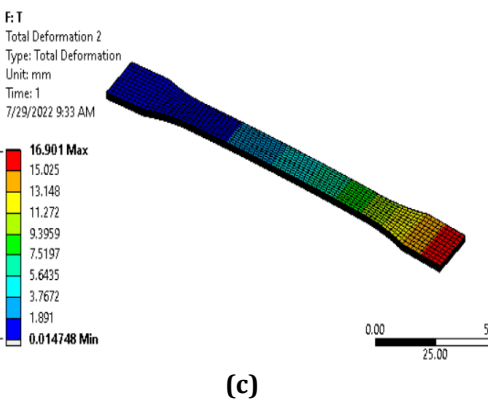 F: T
Total Deformation 2
Type: Total Deformation
Unit: mm
Time: 1
7/29/2022 9:33 AM
16.901 Max
15.025
13.148
11.272
9.3959
7.5197
5.6435
3.7672
1.891
0.014748 Min
0.00
25.00
(c)